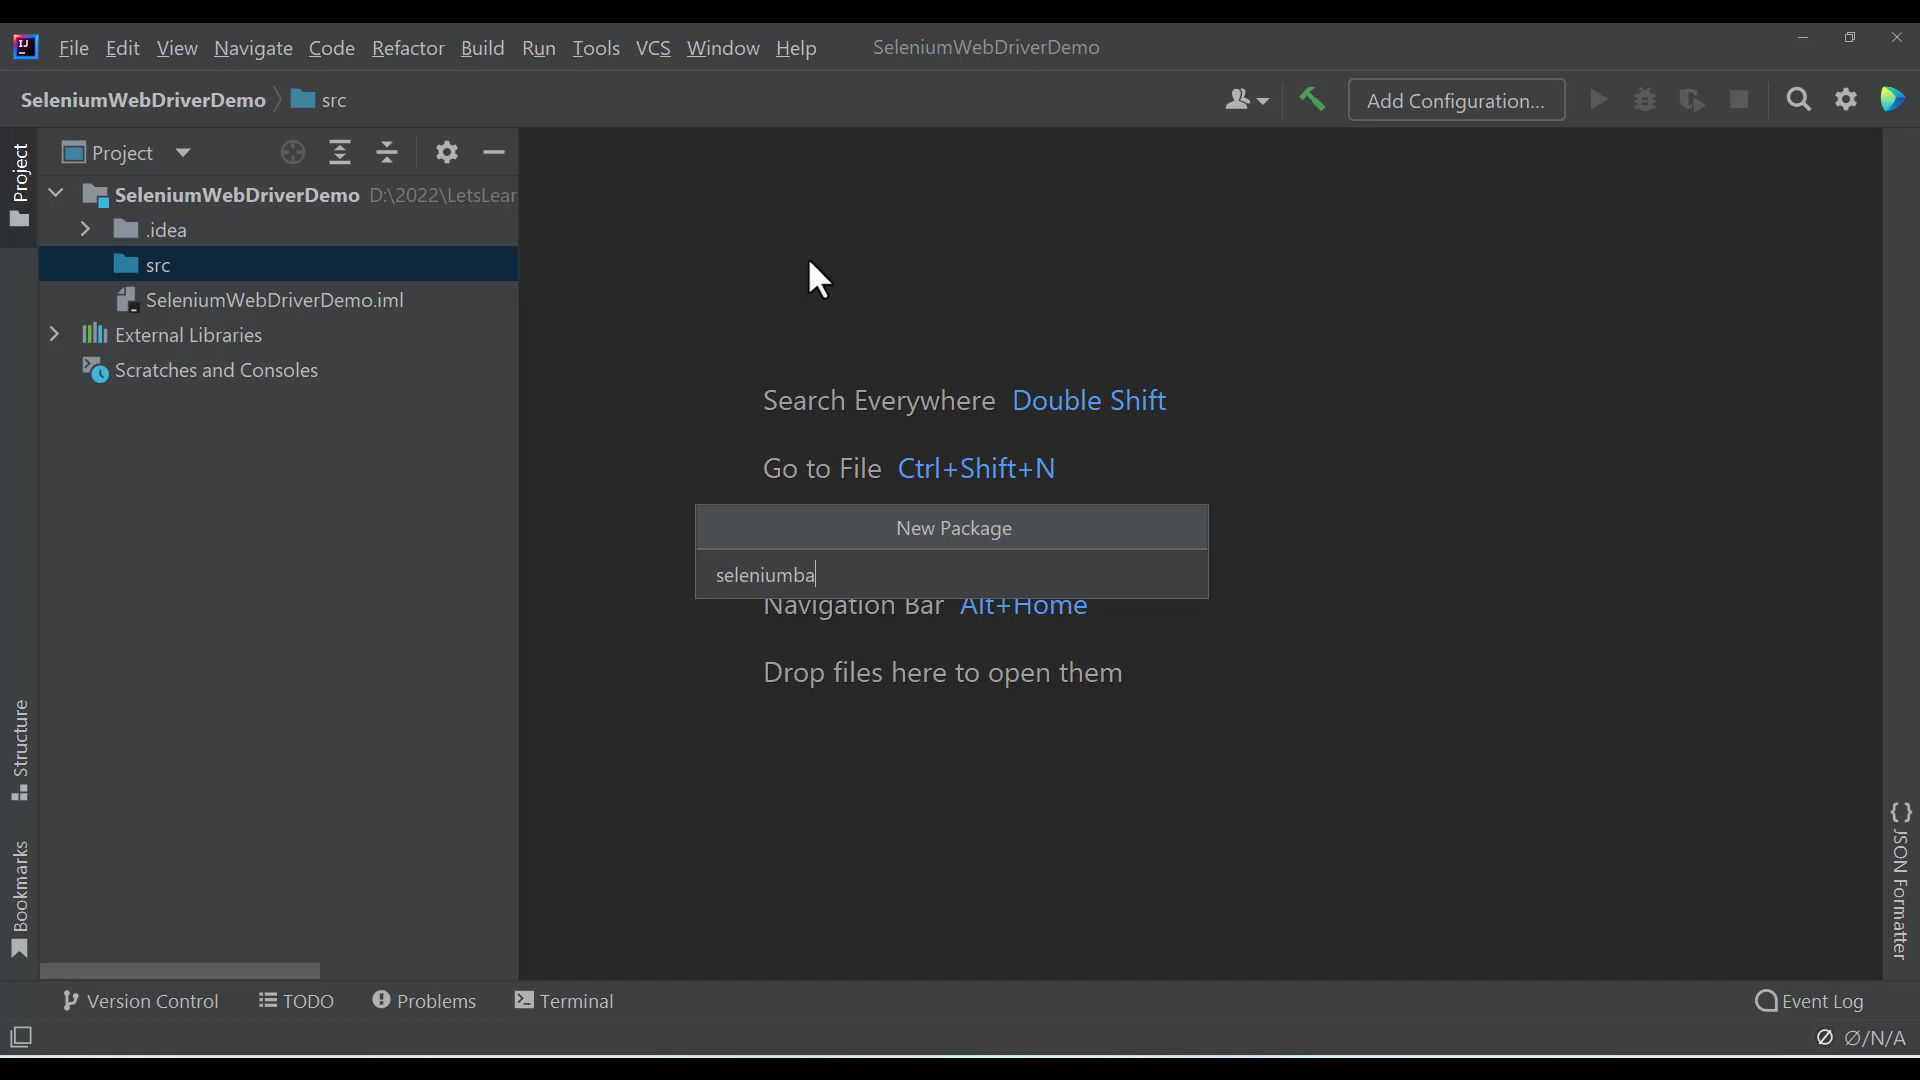 File Edit View Navigate Code Refactor Build Run Tools VCS Window Help SeleniumWebDriverDemo
SeleniumWebDriverDemo src
Add Configuration...
Project
Project
SeleniumWebDriverDemo D:\2022\LetsLear
.idea
src
SeleniumWebDriverDemo.iml
External Libraries
Scratches and Consoles
Search Everywhere Double Shift
Go to File Ctrl+Shift+N
New Package
seleniumba
Navigation Bar Alt+Home
Drop files here to open them
Structure
Bookmarks
JSON Formatter
Version Control TODO Problems Terminal Event Log
∅/N/A